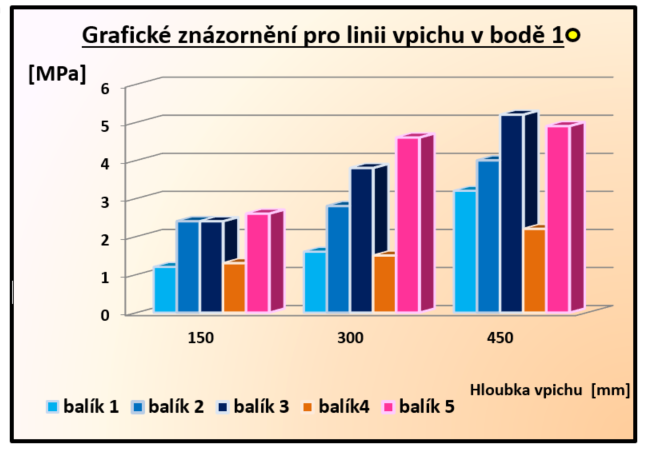 Grafické znázornění pro linii vpichu v bodě 1
[MPa]
6
5
4
3
2
1
0
150 300 450
Hloubka vpichu [mm]
balík 1 balík 2 balík 3 balík4 balík 5